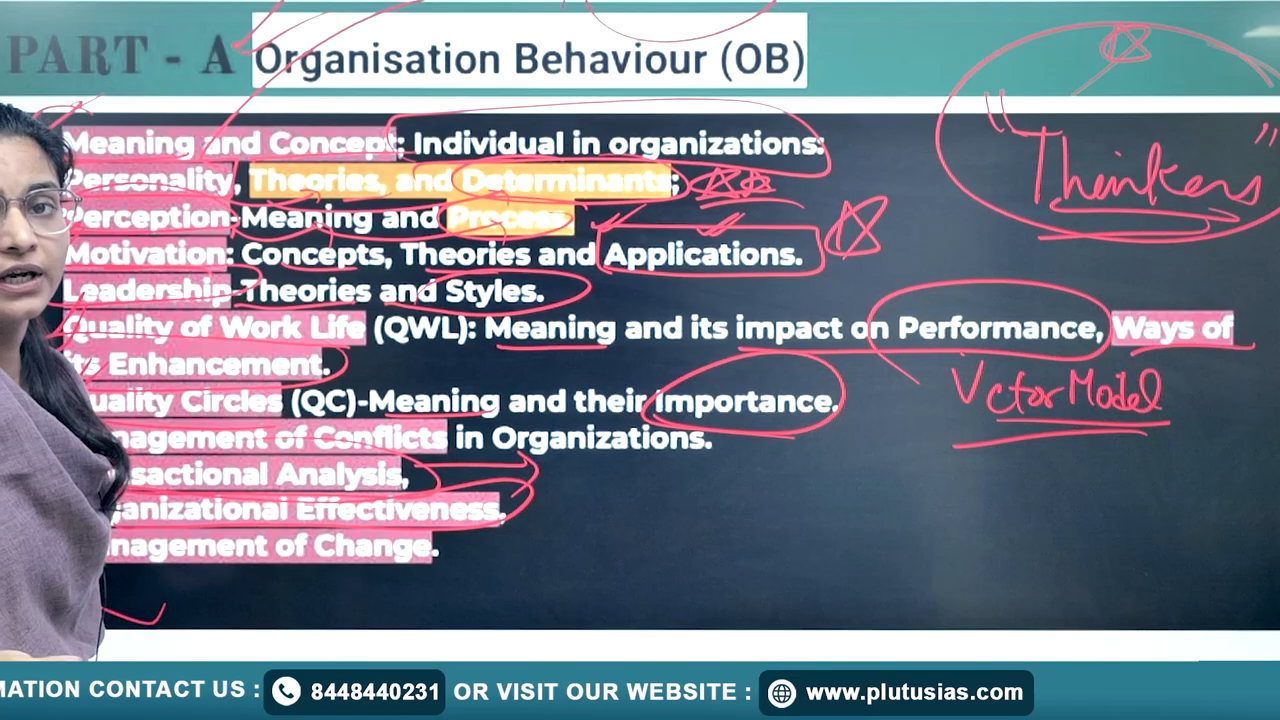 PART - A Organisation Behaviour (OB)
"Thinkers"
Meaning and Concept: Individual in organizations:
Personality, Theories, and Determinants;
Perception-Meaning and Process
Motivation: Concepts, Theories and Applications.
Leadership-Theories and Styles.
Quality of Work Life (QWL): Meaning and its impact on Performance, Ways of
its Enhancement.
Vctor Model
uality Circles (QC)-Meaning and their Importance.
nagement of Conflicts in Organizations.
sactional Analysis,
ganizational Effectiveness.
nagement of Change.
MATION CONTACT US : 8448440231 OR VISIT OUR WEBSITE : www.plutusias.com